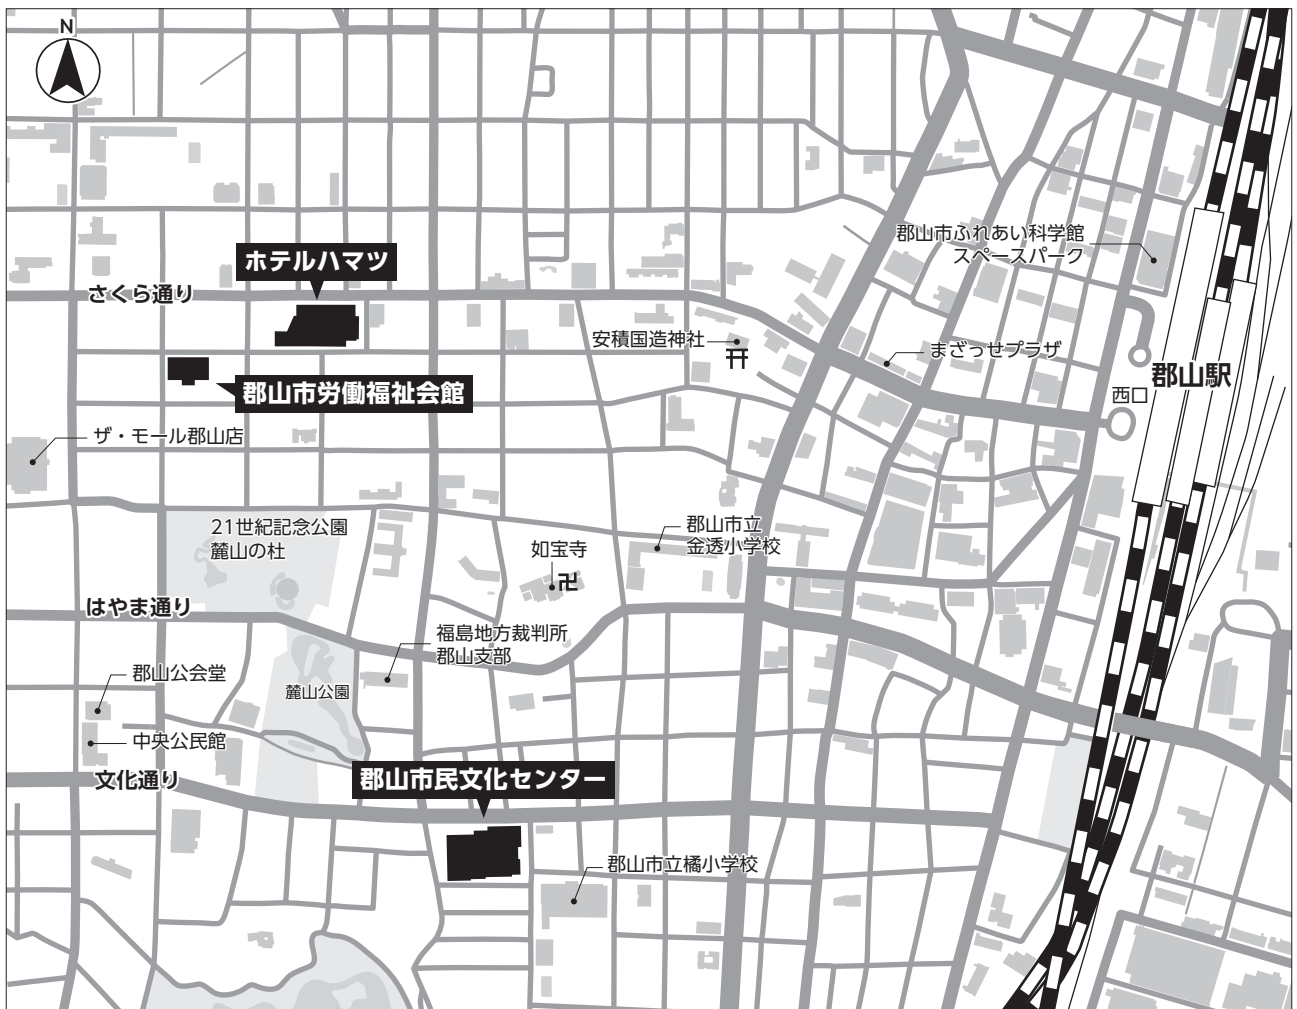 N
郡山市ふれあい科学館
スペースパーク
ホテルハマツ
さくら通り
安積国造神社
まざっせプラザ
郡山駅
西口
郡山市労働福祉会館
ザ・モール郡山店
21世紀記念公園
麓山の杜
郡山市立
金透小学校
如宝寺
はやま通り
福島地方裁判所
郡山支部
郡山公会堂
麓山公園
中央公民館
文化通り
郡山市民文化センター
郡山市立橘小学校